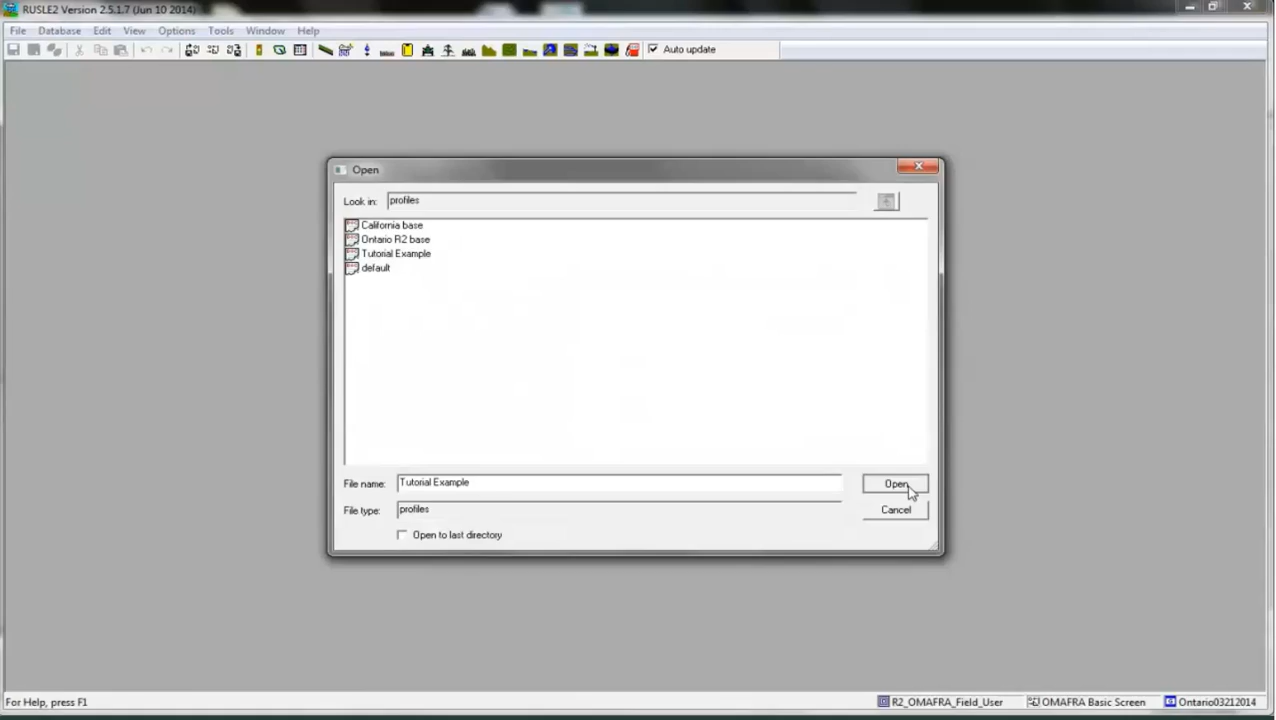 RUSLE2 Version 2.5.1.7 (Jun 10 2014)
File Database Edit View Options Tools Window Help
Auto update
Open
Look in: profiles
California base
Ontario R2 base
Tutorial Example
default
File name: Tutorial Example Open
File type: profiles Cancel
Open to last directory
For Help, press F1 R2_OMAFRA_Field_User OMAFRA Basic Screen Ontario03212014